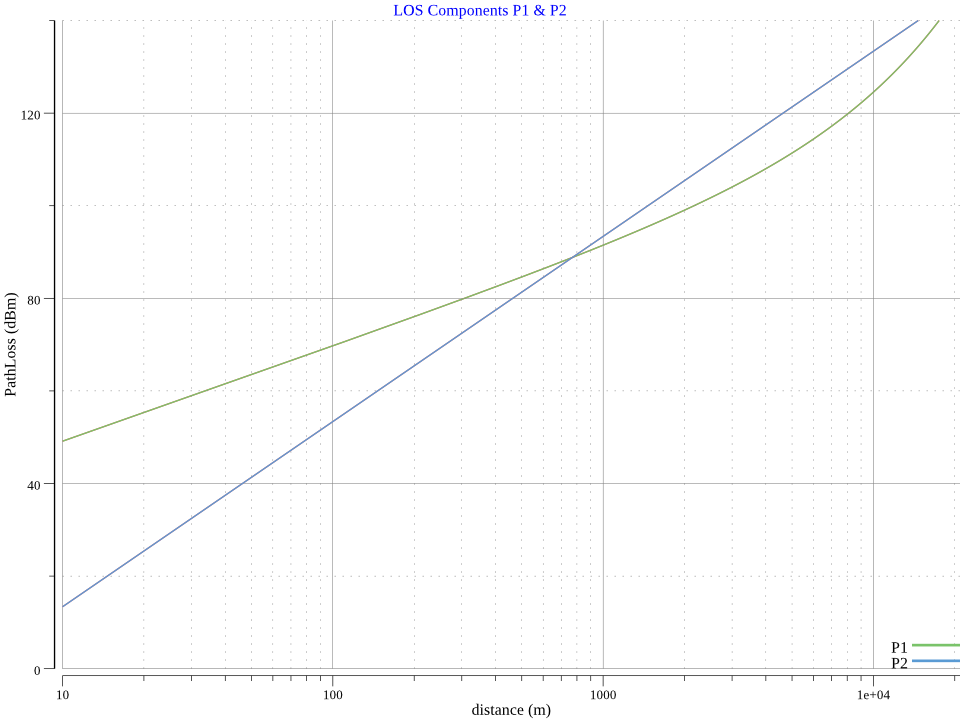 LOS Components P1 & P2
PathLoss (dBm)
120
80
40
0
10
100
1000
1e+04
distance (m)
P1
P2